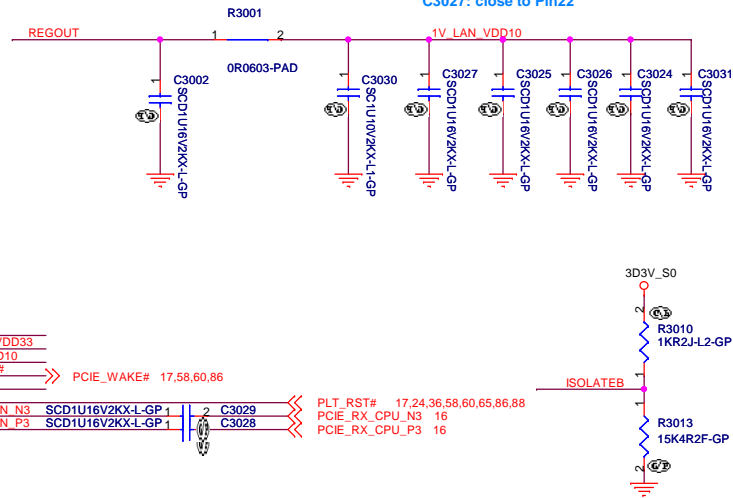 C3027: close to Pin22
R3001
REGOUT
1 2
1V_LAN_VDD10
0R0603-PAD
1 C3002 SCD1U16V2KX-L-GP
1 C3030 SC1U10V2KX-L1-GP
1 C3027 SCD1U16V2KX-L-GP
1 C3025 SCD1U16V2KX-L-GP
1 C3026 SCD1U16V2KX-L-GP
1 C3024 SCD1U16V2KX-L-GP
1 C3031 SCD1U16V2KX-L-GP
3D3V_S0
2
R3010
1KR2J-L2-GP
1
ISOLATEB
1
R3013
15K4R2F-GP
2
VDD33
D10
#
PCIE_WAKE# 17,58,60,86
PLT_RST# 17,24,36,58,60,65,86,88
N_N3 SCD1U16V2KX-L-GP 1 2 C3029 PCIE_RX_CPU_N3 16
N_P3 SCD1U16V2KX-L-GP 1 C3028 PCIE_RX_CPU_P3 16